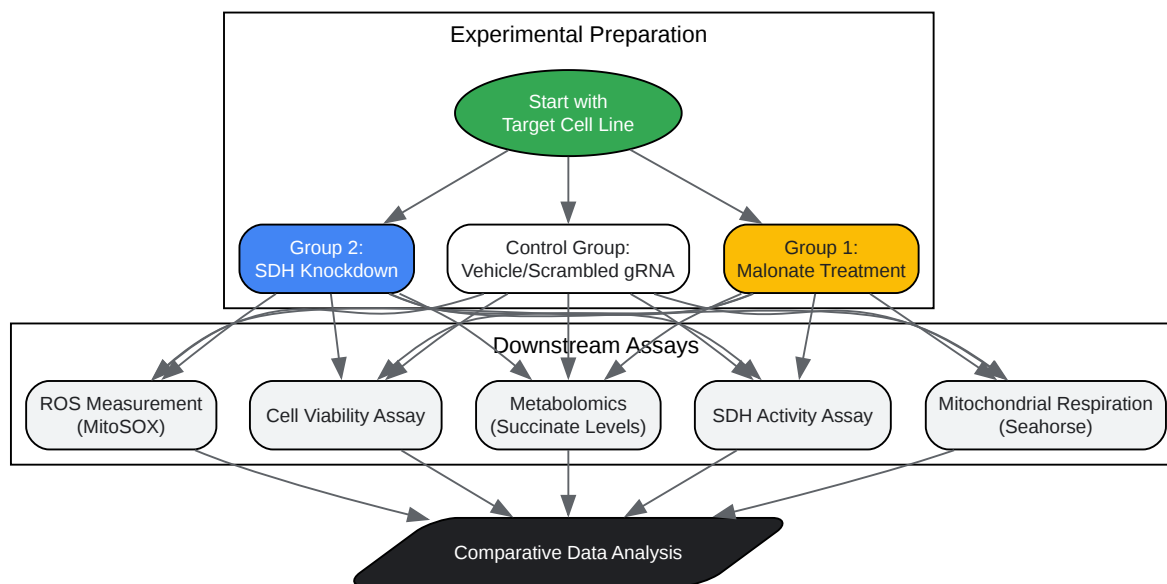 Experimental Preparation
Start with
Target Cell Line
Group 2:
SDH Knockdown
Control Group:
Vehicle/Scrambled gRNA
Group 1:
Malonate Treatment
Downstream Assays
ROS Measurement
(MitoSOX)
Cell Viability Assay
Metabolomics
(Succinate Levels)
SDH Activity Assay
Mitochondrial Respiration
(Seahorse)
Comparative Data Analysis